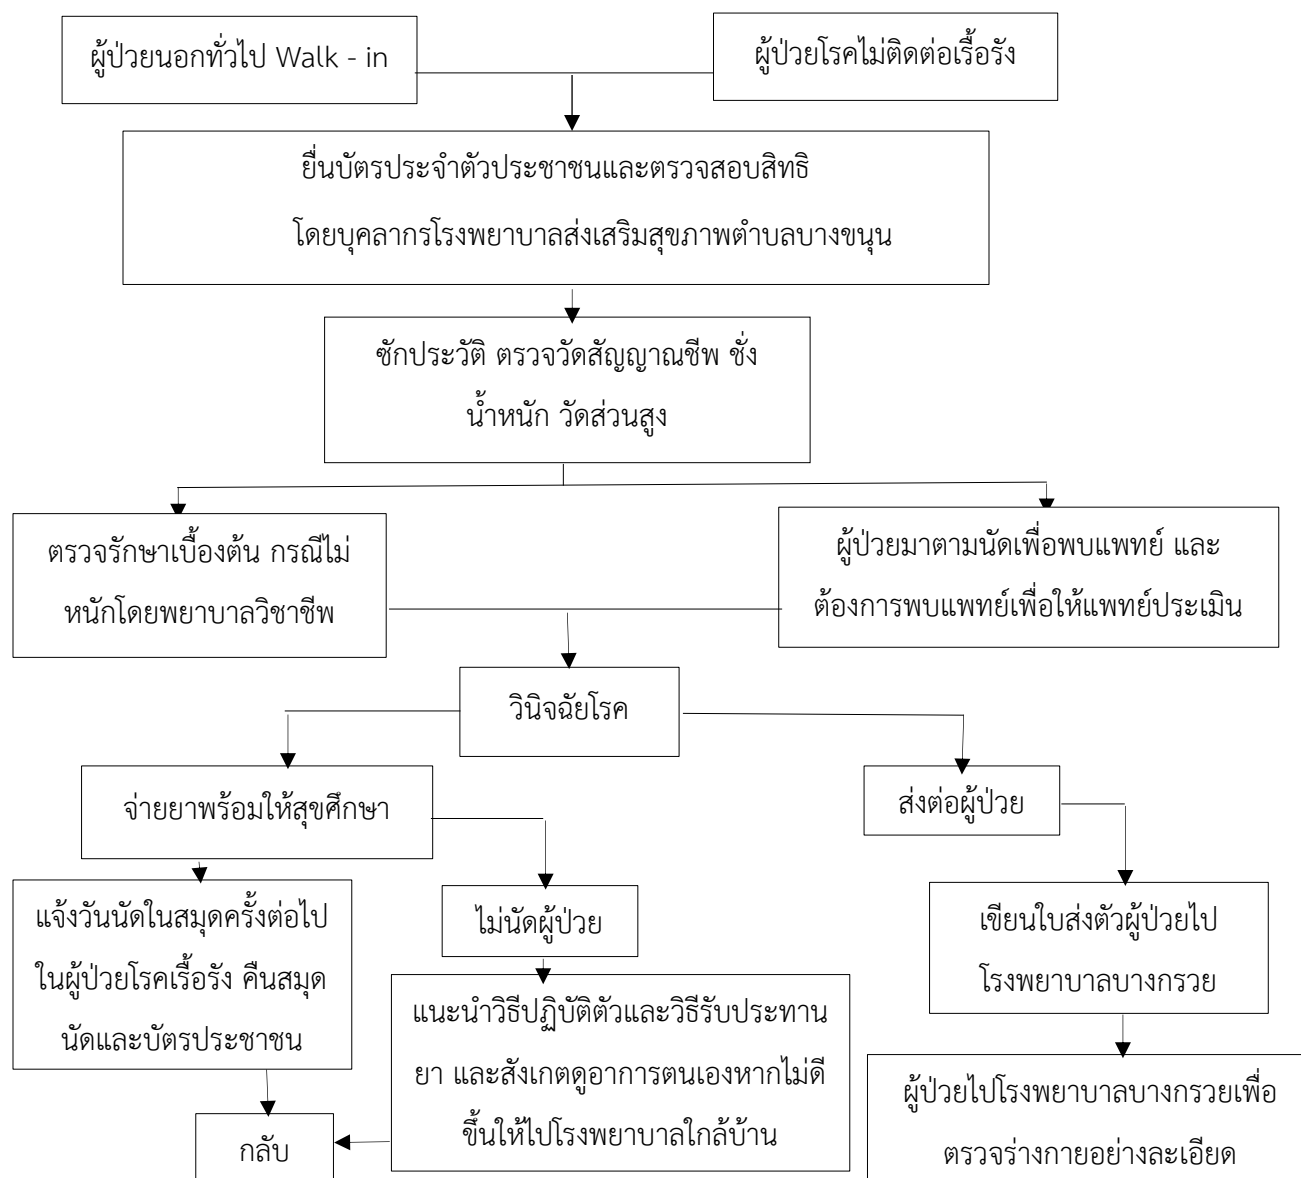 ผู้ป่วยนอกทั่วไป Walk - in
ผู้ป่วยโรคไม่ติดต่อเรื้อรัง
ยื่นบัตรประจำตัวประชาชนและตรวจสอบสิทธิ
โดยบุคลากรโรงพยาบาลส่งเสริมสุขภาพตำบลบางขนุน
ซักประวัติ ตรวจวัดสัญญาณชีพ ชั่ง
น้ำหนัก วัดส่วนสูง
ตรวจรักษาเบื้องต้น กรณีไม่
หนักโดยพยาบาลวิชาชีพ
ผู้ป่วยมาตามนัดเพื่อพบแพทย์ และ
ต้องการพบแพทย์เพื่อให้แพทย์ประเมิน
วินิจฉัยโรค
จ่ายยาพร้อมให้สุขศึกษา
ส่งต่อผู้ป่วย
แจ้งวันนัดในสมุดครั้งต่อไป
ในผู้ป่วยโรคเรื้อรัง คืนสมุด
นัดและบัตรประชาชน
ไม่นัดผู้ป่วย
เขียนใบส่งตัวผู้ป่วยไป
โรงพยาบาลบางกรวย
แนะนำวิธีปฏิบัติตัวและวิธีรับประทาน
ยา และสังเกตดูอาการตนเองหากไม่ดี
ขึ้นให้ไปโรงพยาบาลใกล้บ้าน
ผู้ป่วยไปโรงพยาบาลบางกรวยเพื่อ
ตรวจร่างกายอย่างละเอียด
กลับ